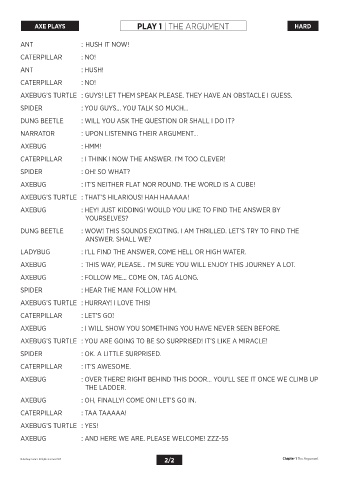 AXE PLAYS
PLAY 1 | THE ARGUMENT
HARD
ANT : HUSH IT NOW!
CATERPILLAR : NO!
ANT : HUSH!
CATERPILLAR : NO!
AXEBUG'S TURTLE : GUYS! LET THEM SPEAK PLEASE. THEY HAVE AN OBSTACLE I GUESS.
SPIDER : YOU GUYS... YOU TALK SO MUCH...
DUNG BEETLE : WILL YOU ASK THE QUESTION OR SHALL I DO IT?
NARRATOR : UPON LISTENING THEIR ARGUMENT...
AXEBUG : HMM!
CATERPILLAR : I THINK I NOW THE ANSWER. I'M TOO CLEVER!
SPIDER : OH! SO WHAT?
AXEBUG : IT'S NEITHER FLAT NOR ROUND. THE WORLD IS A CUBE!
AXEBUG'S TURTLE : THAT'S HILARIOUS! HAH HAAAAA!
AXEBUG : HEY! JUST KIDDING! WOULD YOU LIKE TO FIND THE ANSWER BY
YOURSELVES?
DUNG BEETLE : WOW! THIS SOUNDS EXCITING. I AM THRILLED. LET'S TRY TO FIND THE
ANSWER. SHALL WE?
LADYBUG : I'LL FIND THE ANSWER, COME HELL OR HIGH WATER.
AXEBUG : THIS WAY, PLEASE... I'M SURE YOU WILL ENJOY THIS JOURNEY A LOT.
AXEBUG : FOLLOW ME... COME ON, TAG ALONG.
SPIDER : HEAR THE MAN! FOLLOW HIM.
AXEBUG'S TURTLE : HURRAY! I LOVE THIS!
CATERPILLAR : LET'S GO!
AXEBUG : I WILL SHOW YOU SOMETHING YOU HAVE NEVER SEEN BEFORE.
AXEBUG'S TURTLE : YOU ARE GOING TO BE SO SURPRISED! IT'S LIKE A MIRACLE!
SPIDER : OK. A LITTLE SURPRISED.
CATERPILLAR : IT'S AWESOME.
AXEBUG : OVER THERE! RIGHT BEHIND THIS DOOR... YOU'LL SEE IT ONCE WE CLIMB UP
THE LADDER.
AXEBUG : OH, FINALLY! COME ON! LET'S GO IN.
CATERPILLAR : TAA TAAAAA!
AXEBUG'S TURTLE : YES!
AXEBUG : AND HERE WE ARE. PLEASE WELCOME! ZZZ-55
2/2
Chapter 1 The Argument